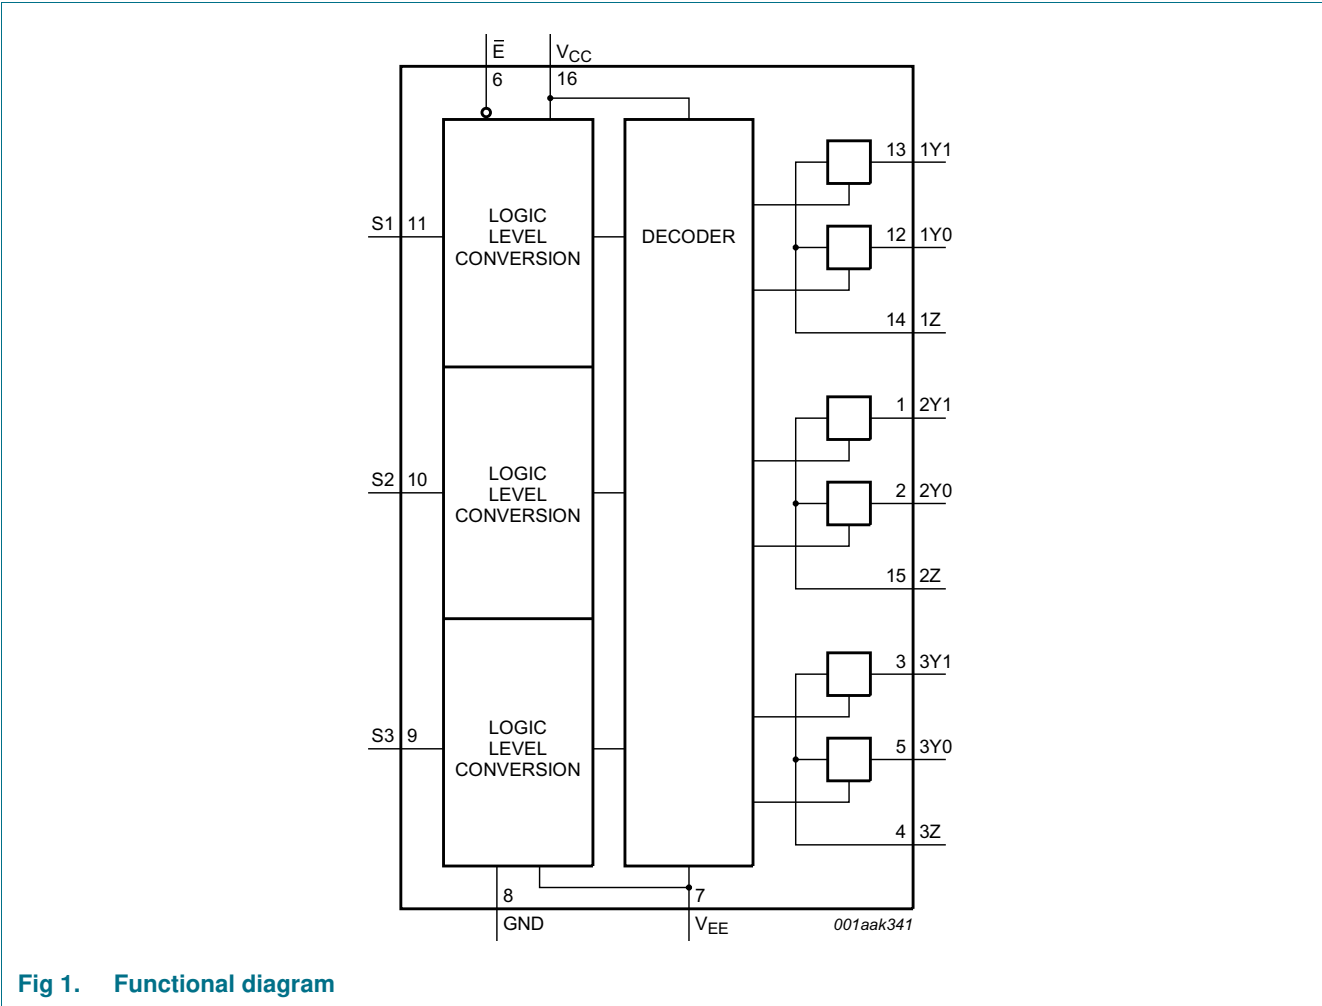 E̅ VCC
6 16
13 1Y1
S1 11
LOGIC
LEVEL
CONVERSION
DECODER
12 1Y0
14 1Z
1 2Y1
S2 10
LOGIC
LEVEL
CONVERSION
2 2Y0
15 2Z
3 3Y1
S3 9
LOGIC
LEVEL
CONVERSION
5 3Y0
4 3Z
8 7
GND VEE 001aak341
Fig 1. Functional diagram